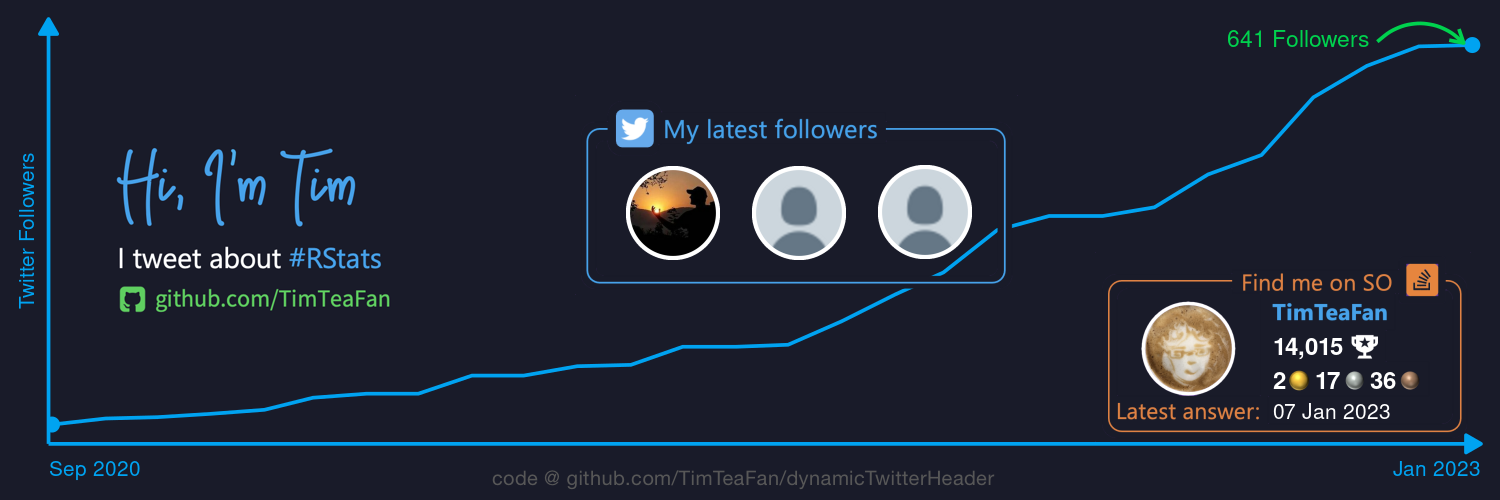 641 Followers
My latest followers
Twitter Followers
Hi, I'm Tim
I tweet about #RStats
github.com/TimTeaFan
Find me on SO
TimTeaFan
14,015
2 17 36
Latest answer: 07 Jan 2023
Sep 2020
Jan 2023
code @ github.com/TimTeaFan/dynamicTwitterHeader